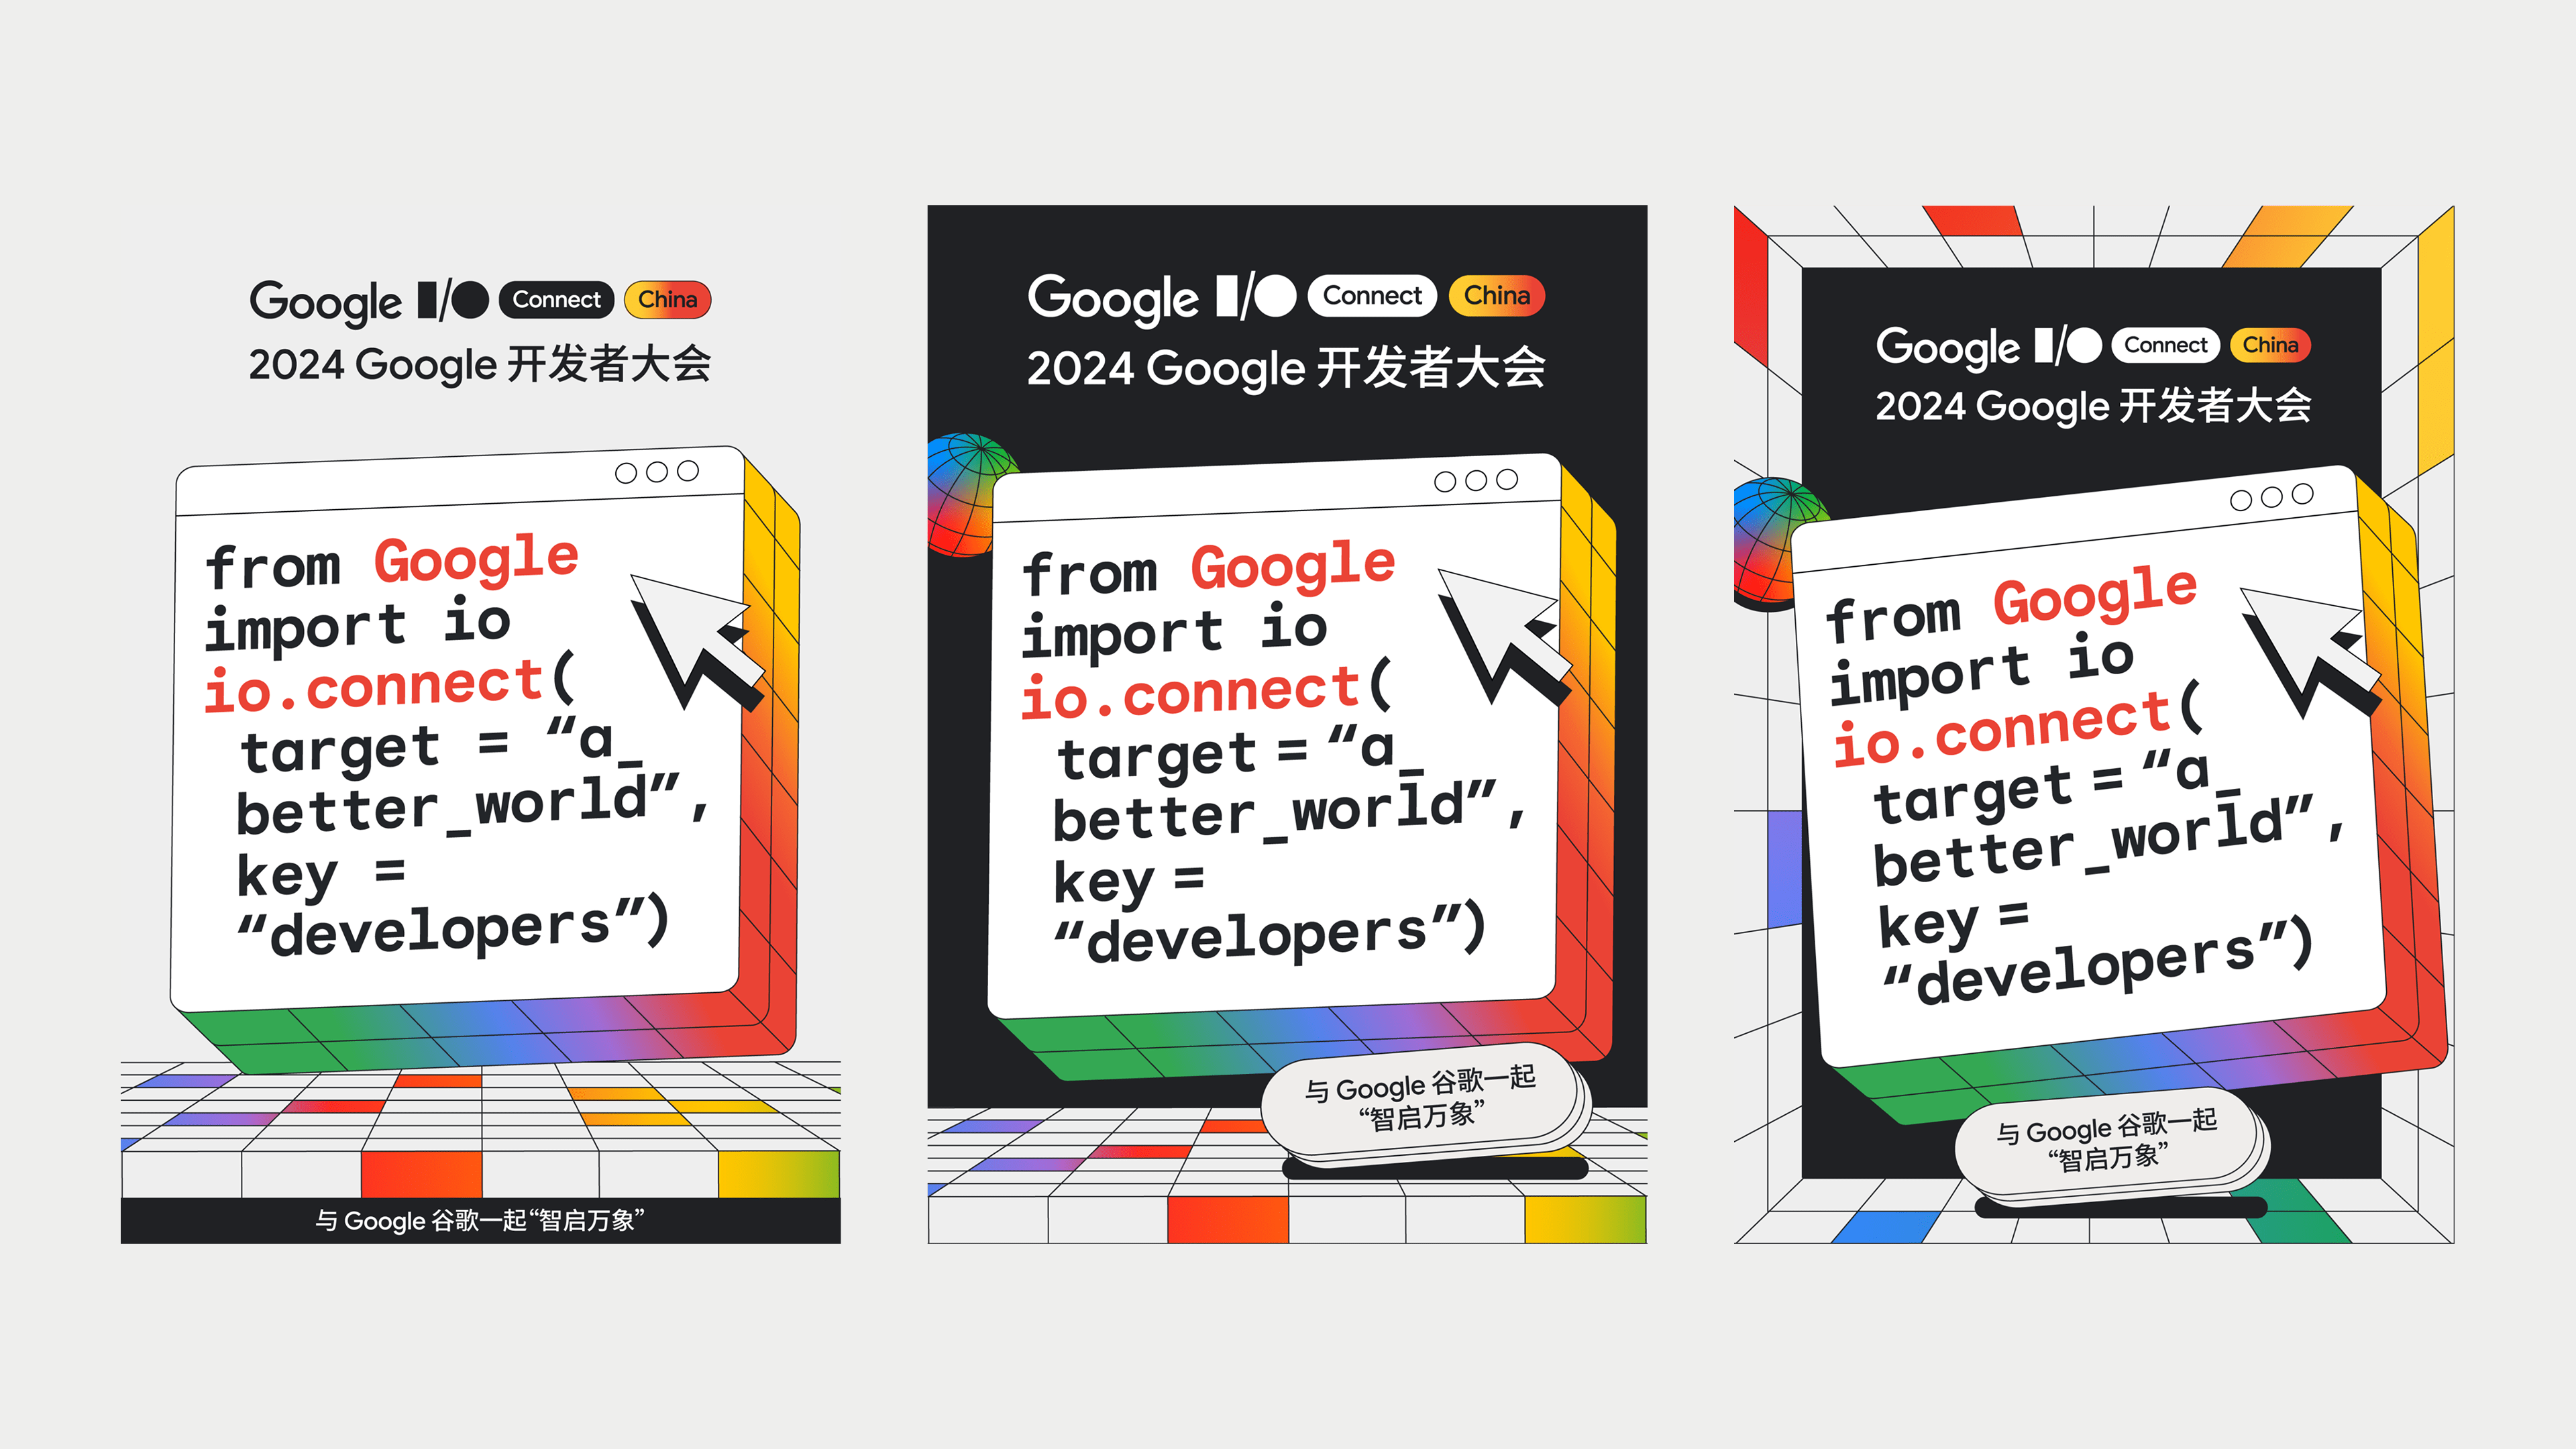 Google I/O Connect China
2024 Google 开发者大会
from Google
import io
io.connect(
target = “a_
better_world”,
key =
“developers”)
与 Google 谷歌一起“智启万象”
Google I/O Connect China
2024 Google 开发者大会
from Google
import io
io.connect(
target = “a_
better_world”,
key =
“developers”)
与 Google 谷歌一起
“智启万象”
Google I/O Connect China
2024 Google 开发者大会
from Google
import io
io.connect(
target = “a_
better_world”,
key =
“developers”)
与 Google 谷歌一起
“智启万象”